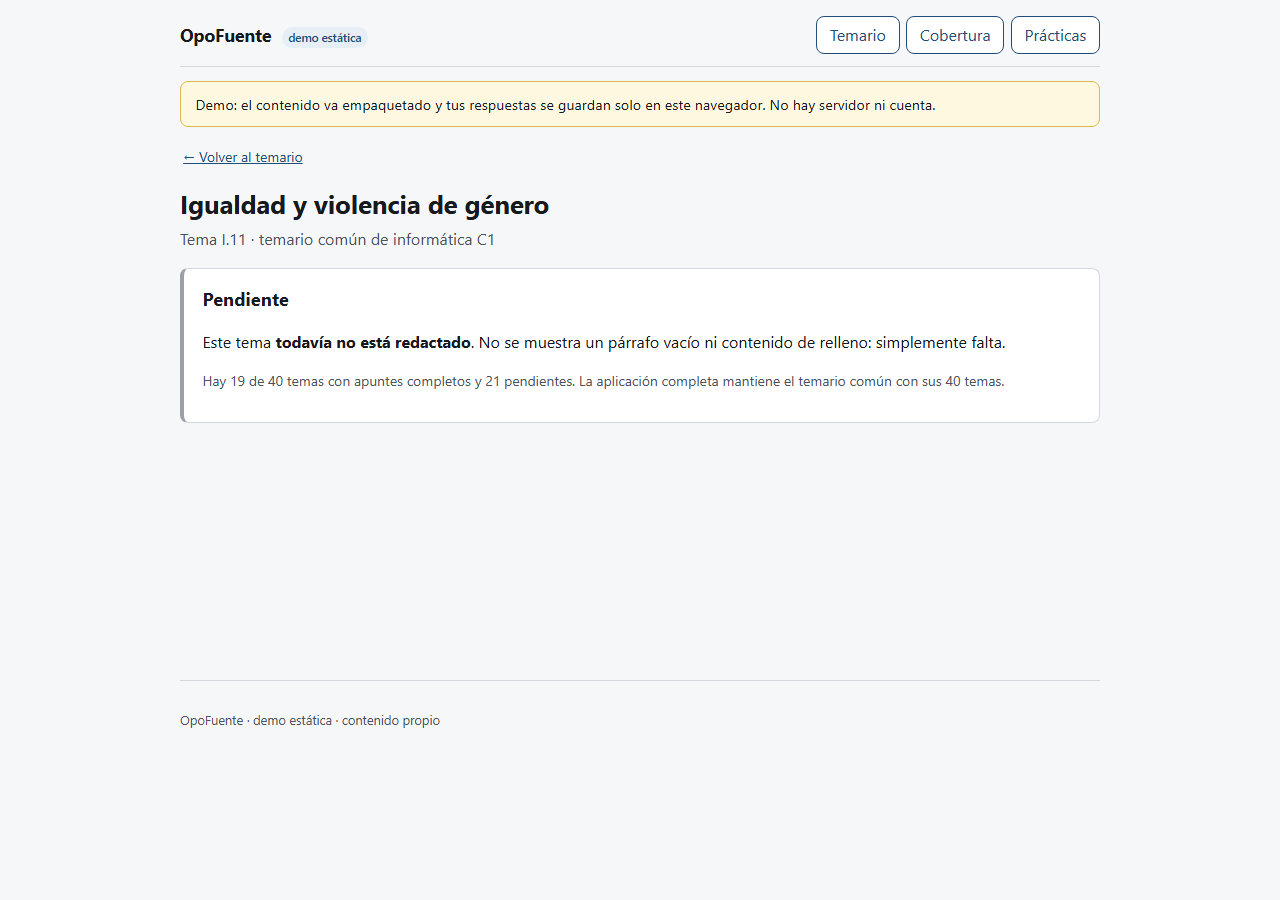 OpoFuente demo estática Temario Cobertura Prácticas
Demo: el contenido va empaquetado y tus respuestas se guardan solo en este navegador. No hay servidor ni cuenta.
← Volver al temario
Igualdad y violencia de género
Tema I.11 · temario común de informática C1
Pendiente
Este tema todavía no está redactado. No se muestra un párrafo vacío ni contenido de relleno: simplemente falta.
Hay 19 de 40 temas con apuntes completos y 21 pendientes. La aplicación completa mantiene el temario común con sus 40 temas.
OpoFuente · demo estática · contenido propio